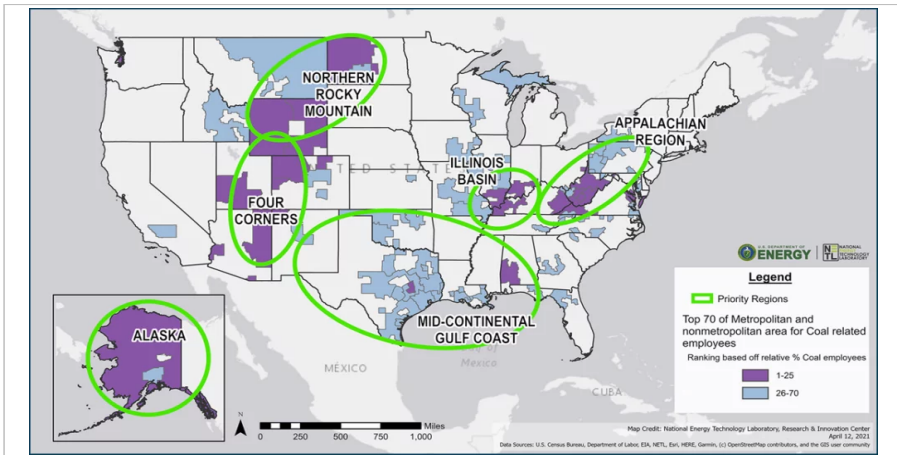 NORTHERN
ROCKY
MOUNTAIN
APPALACHIAN
REGION
ILLINOIS
BASIN
FOUR
CORNERS
MID-CONTINENTAL
GULF COAST
ALASKA
MÉXICO
Mexico
CUBA
U.S. DEPARTMENT OF
ENERGY
NATIONAL
ENERGY
TECHNOLOGY
LABORATORY
Legend
Priority Regions
Top 70 of Metropolitan and
nonmetropolitan area for Coal related
employees
Ranking based off relative % Coal employees
1-25
26-70
N
Miles
0 250 500 750 1,000
Map Credit: National Energy Technology Laboratory, Research & Innovation Center
April 12, 2021
Data Sources: U.S. Census Bureau, Department of Labor, EIA, NETL, Esri, HERE, Garmin, (c) OpenStreetMap contributors, and the GIS user community